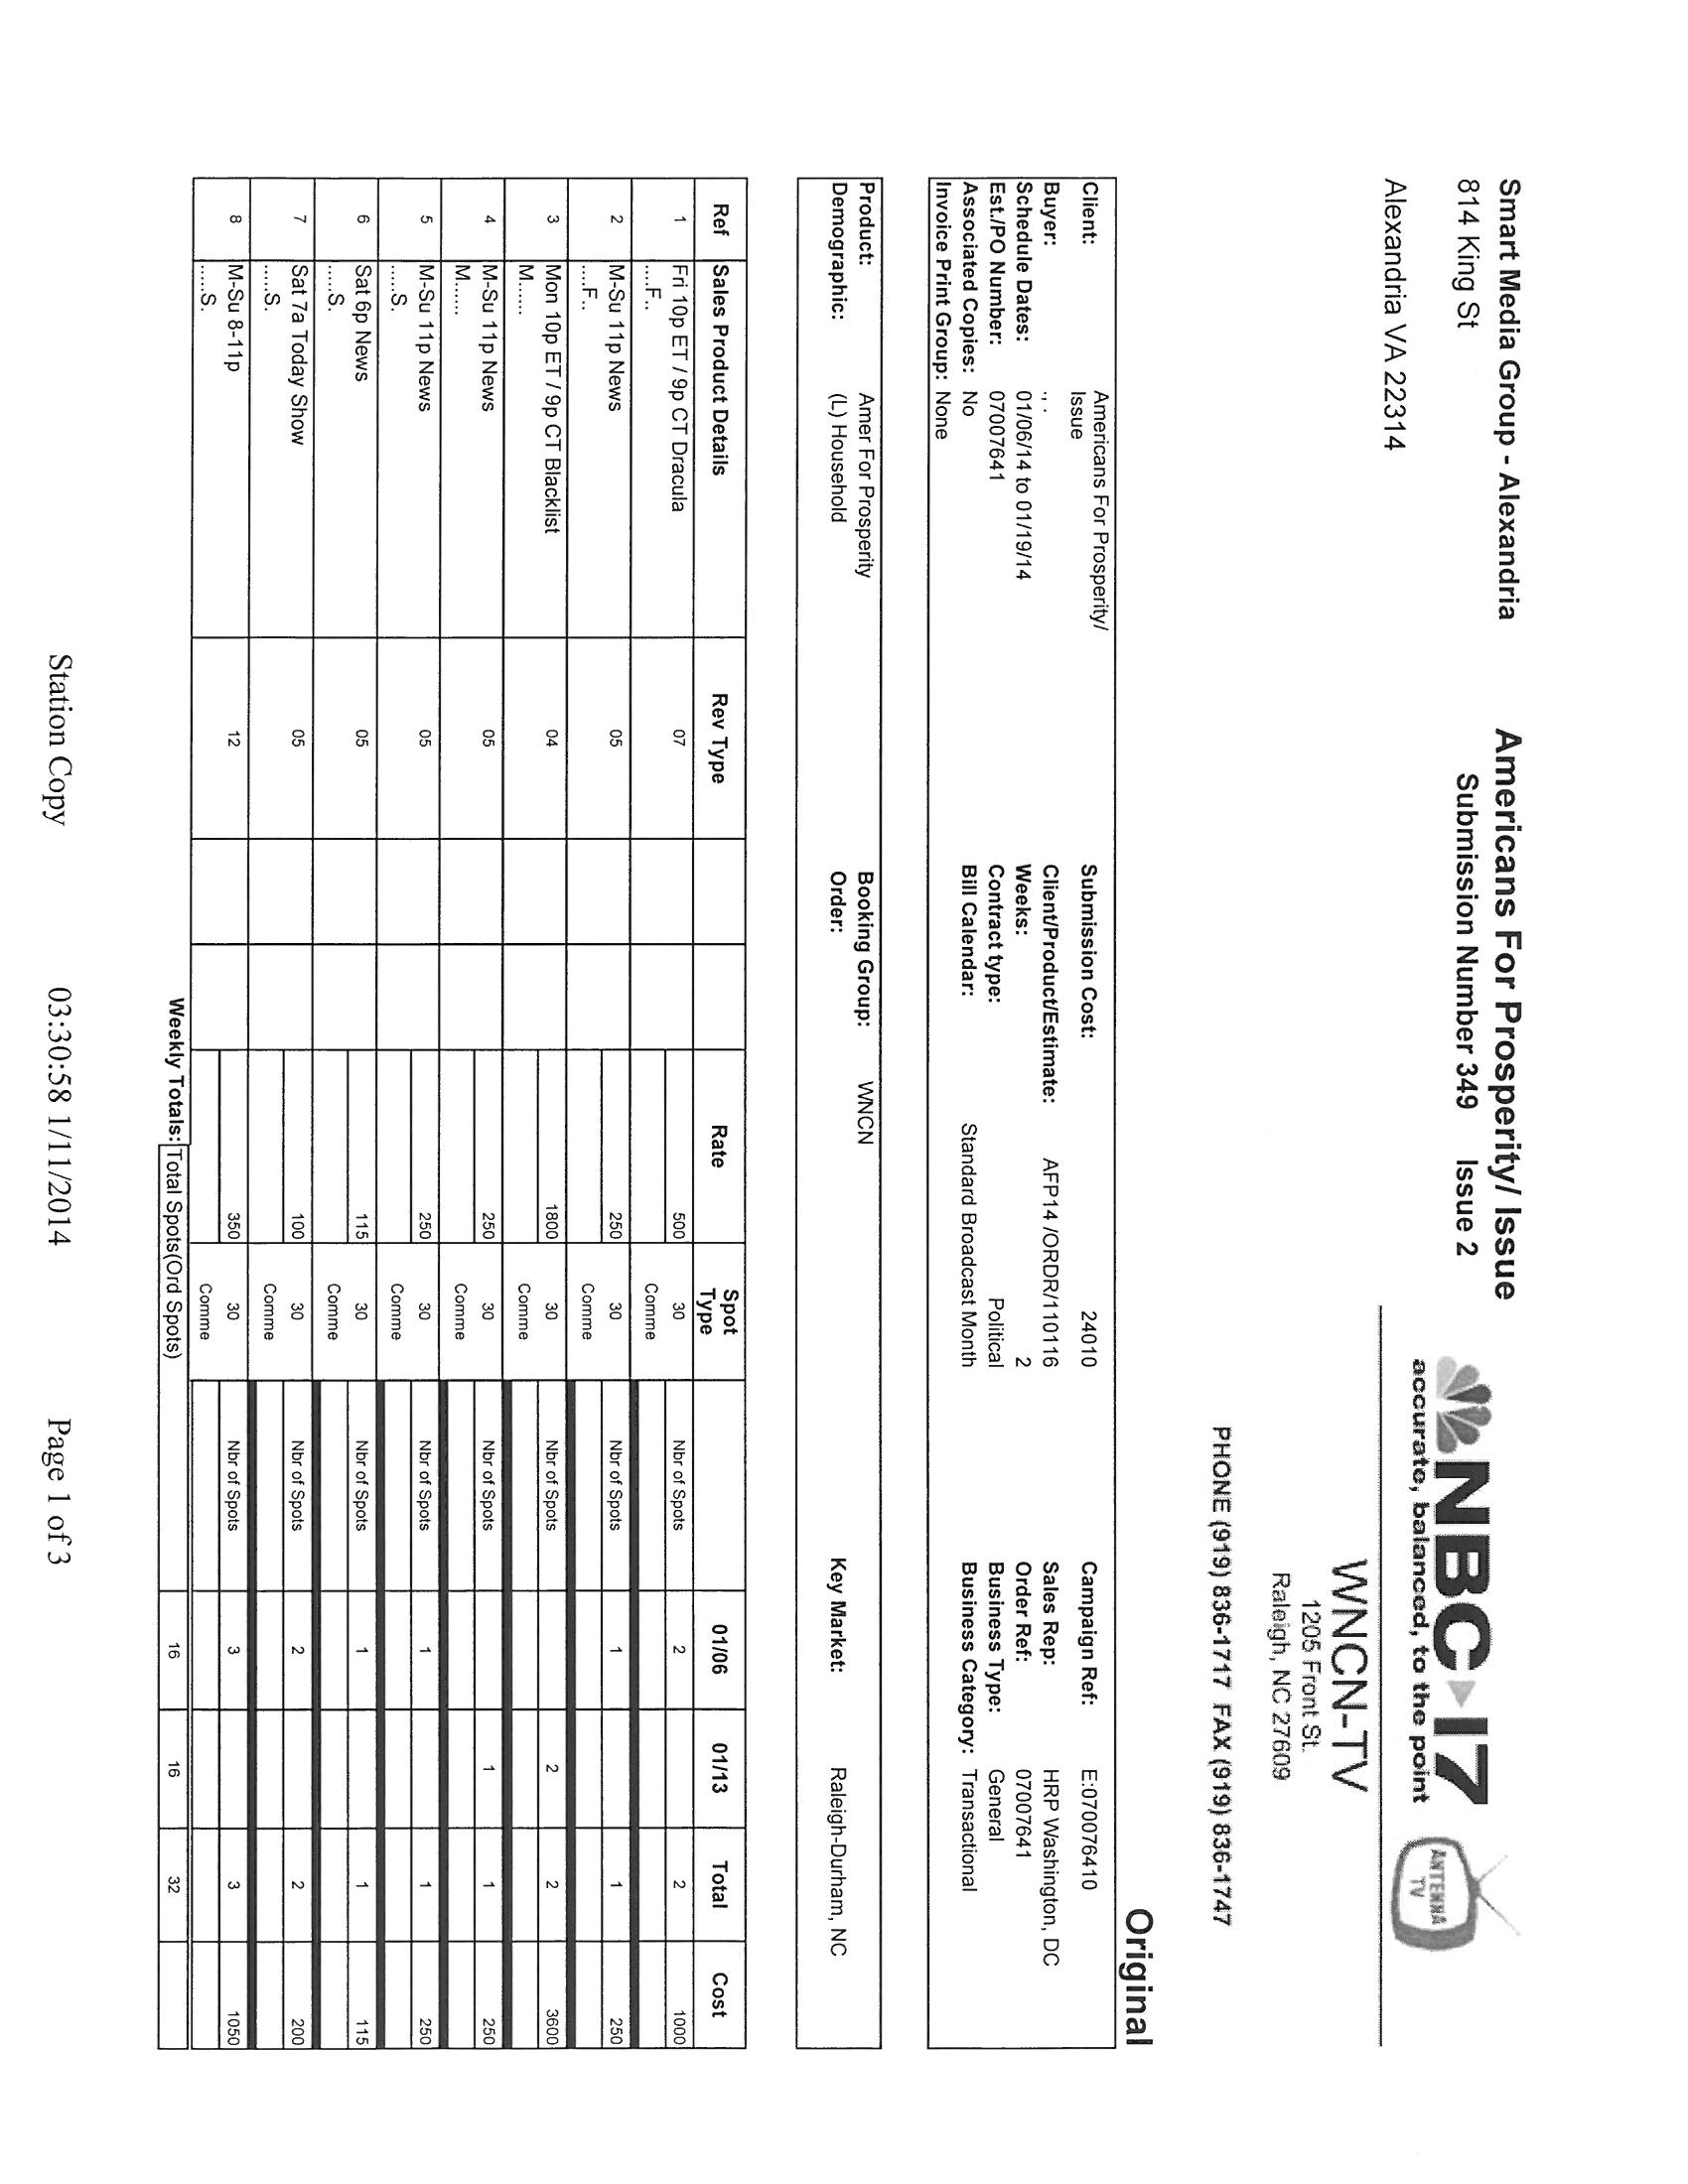 Smart Media Group - Alexandria
814 King St
Alexandria VA 22314
Americans For Prosperity/ Issue
Submission Number 349 Issue 2
NBC 17
accurate, balanced, to the point
ANTENNA
TV
WNCN-TV
1205 Front St.
Raleigh, NC 27609
PHONE (919) 836-1717 FAX (919) 836-1747
Original
Client: Americans For Prosperity/ Submission Cost: 24010 Campaign Ref: E:070076410
Issue
Buyer: ., . Client/Product/Estimate: AFP14 /ORDR/110116 Sales Rep: HRP Washington, DC
Schedule Dates: 01/06/14 to 01/19/14 Weeks: 2 Order Ref: 07007641
Est./PO Number: 07007641 Contract type: Political Business Type: General
Associated Copies: No Bill Calendar: Standard Broadcast Month Business Category: Transactional
Invoice Print Group: None
Product: Amer For Prosperity Booking Group: WNCN
Demographic: (L) Household Order: Key Market: Raleigh-Durham, NC
Ref Sales Product Details Rev Type Rate Spot Type 01/06 01/13 Total Cost
1 Fri 10p ET / 9p CT Dracula 07 500 30 Nbr of Spots 2 2 1000
....F.. Comme
2 M-Su 11p News 05 250 30 Nbr of Spots 1 1 250
....F.. Comme
3 Mon 10p ET / 9p CT Blacklist 04 1800 30 Nbr of Spots 2 2 3600
M...... Comme
4 M-Su 11p News 05 250 30 Nbr of Spots 1 1 250
M...... Comme
5 M-Su 11p News 05 250 30 Nbr of Spots 1 1 250
.....S. Comme
6 Sat 6p News 05 115 30 Nbr of Spots 1 1 115
.....S. Comme
7 Sat 7a Today Show 05 100 30 Nbr of Spots 2 2 200
.....S. Comme
8 M-Su 8-11p 12 350 30 Nbr of Spots 3 3 1050
.....S. Comme
Weekly Totals: Total Spots(Ord Spots) 16 16 32
Station Copy 03:30:58 1/11/2014 Page 1 of 3